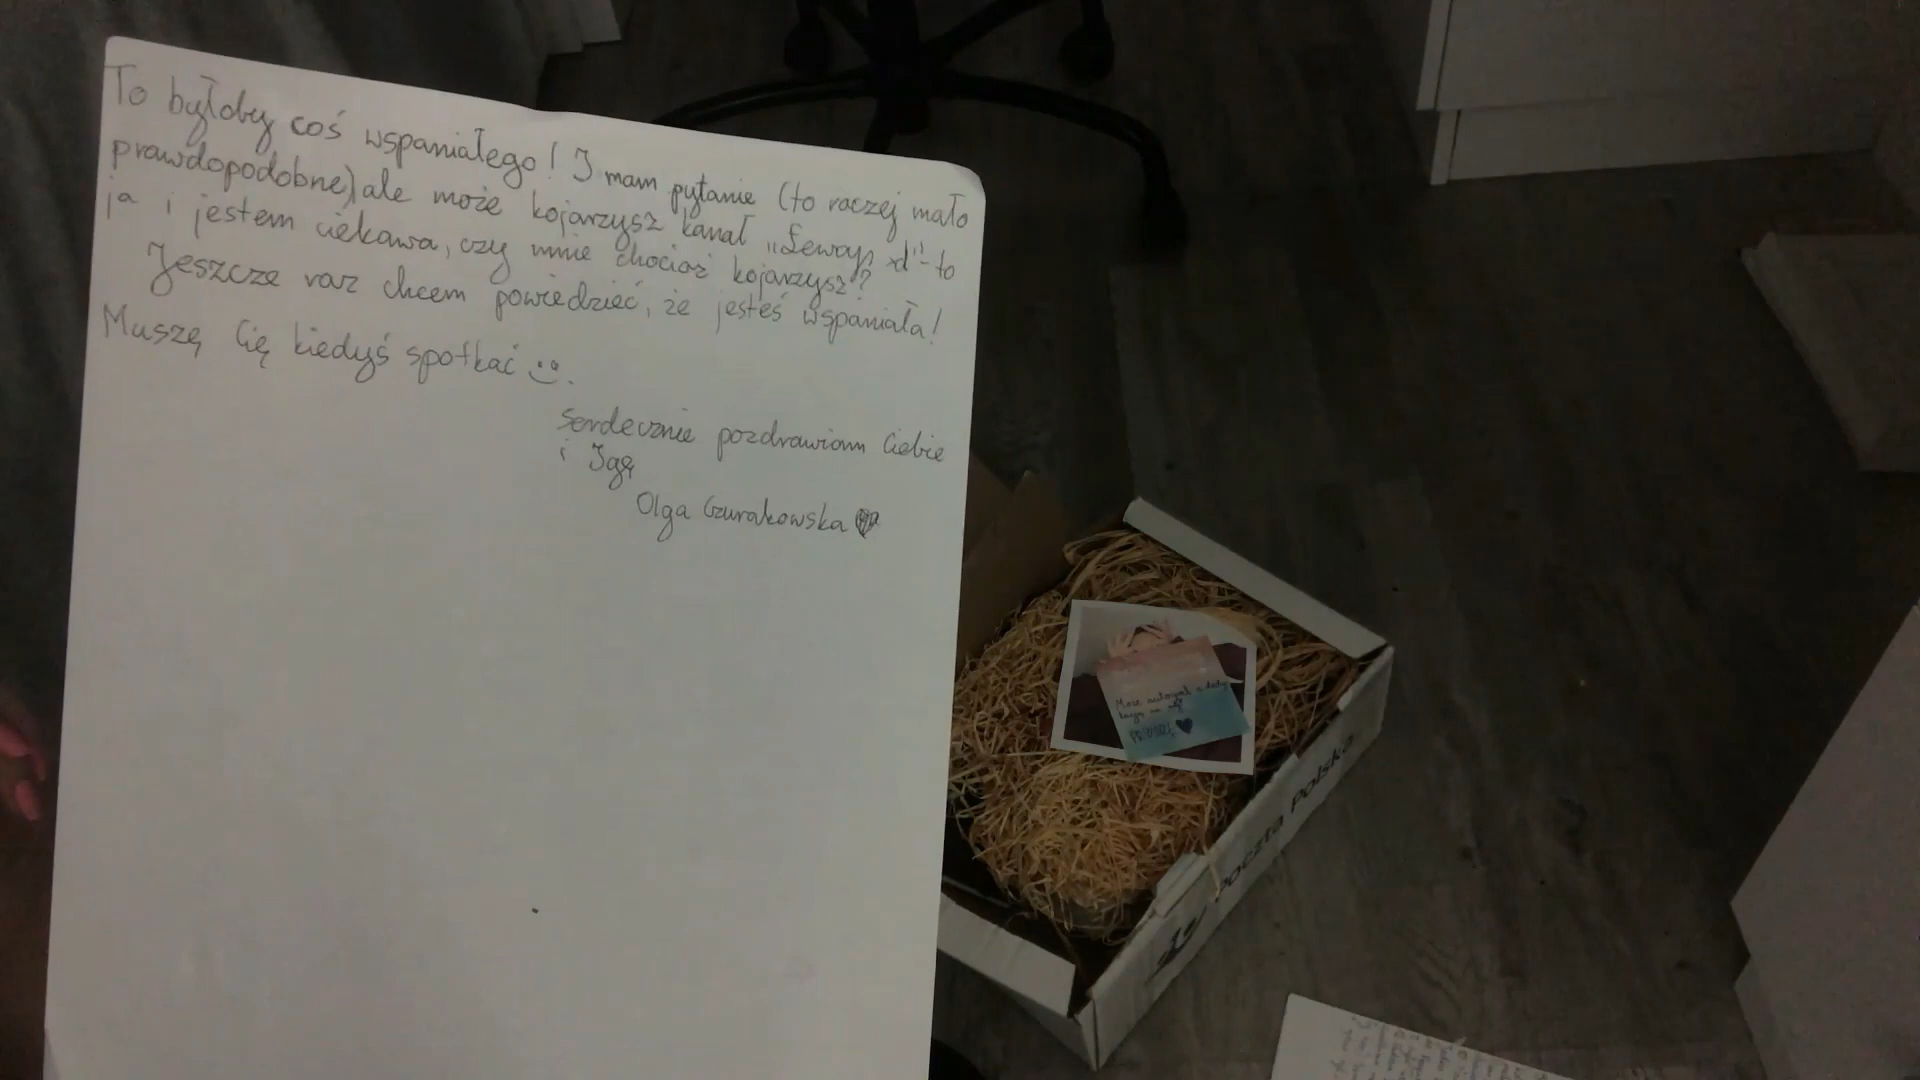 To byłoby coś wspaniałego! I mam pytanie (to raczej mało
prawdopodobne) ale może kojarzysz kanał „Leways xd" - to
ja i jestem ciekawa, czy mnie chociaż kojarzysz?
Jeszcze raz chcem powiedzieć, że jesteś wspaniała!
Muszę Cię kiedyś spotkać
serdecznie pozdrawiam Ciebie
i Igę
Olga
Poczta Polska